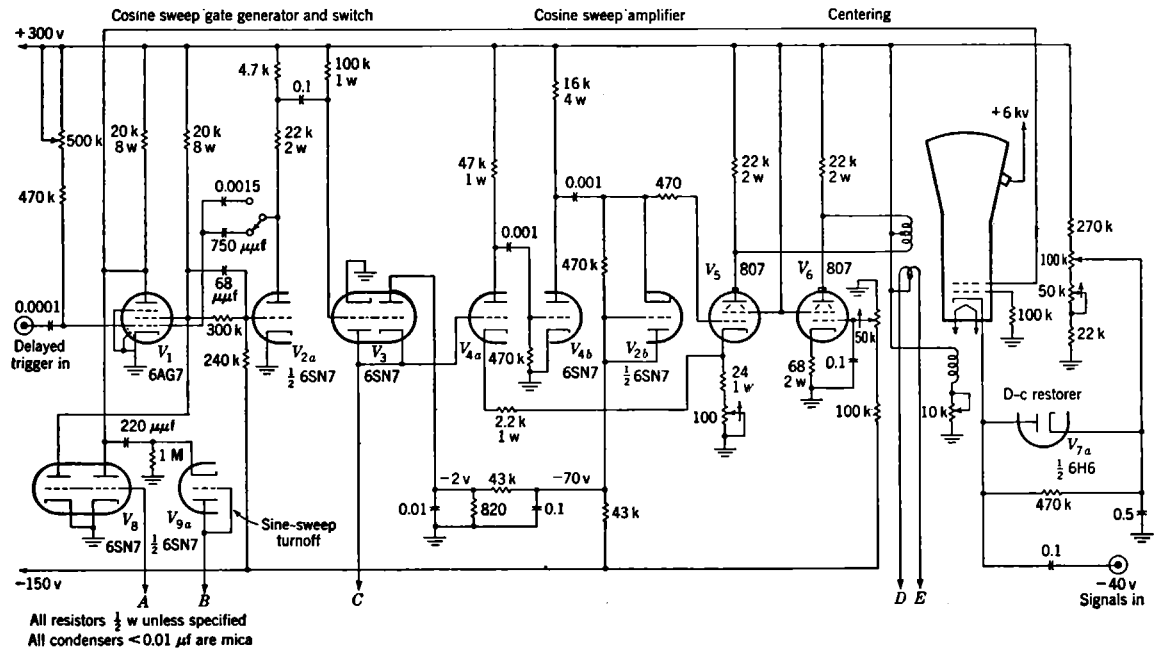 Cosine sweep gate generator and switch
Cosine sweep amplifier
Centering
+300 v
4.7 k
100 k
1 w
0.1
16 k
4 w
+6 kv
500 k
20 k
8 w
20 k
8 w
22 k
2 w
47 k
1 w
22 k
2 w
22 k
2 w
470 k
0.0015
750 μμf
0.001
470
270 k
0.001
68
μμf
470 k
V5
807
V6
807
100 k
50 k
0.0001
Delayed
trigger in
300 k
50 k
100 k
22 k
V1
6AG7
240 k
V2a
½ 6SN7
V3
6SN7
V4a
470 k
V4b
6SN7
V2b
½ 6SN7
68
2 w
0.1
24
1 w
D-c restorer
2.2 k
1 w
100
100 k
10 k
V7a
½ 6H6
220 μμf
1 M
−2 v
43 k
−70 v
470 k
0.01
820
0.1
43 k
0.5
V8
6SN7
V9a
½ 6SN7
Sine-sweep
turnoff
0.1
−40 v
Signals in
−150 v
A
B
C
D
E
All resistors ½ w unless specified
All condensers <0.01 μf are mica